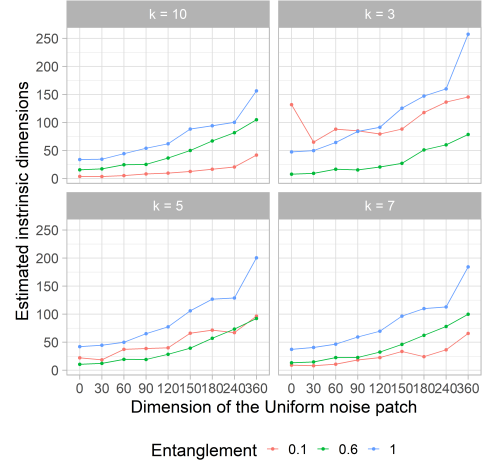 k = 10
k = 3
250
200
150
100
50
0
k = 5
k = 7
250
200
150
100
50
0
Estimated instrinsic dimensions
0 30 60 90 120 150 180 240 360
0 30 60 90 120 150 180 240 360
Dimension of the Uniform noise patch
Entanglement 0.1 0.6 1